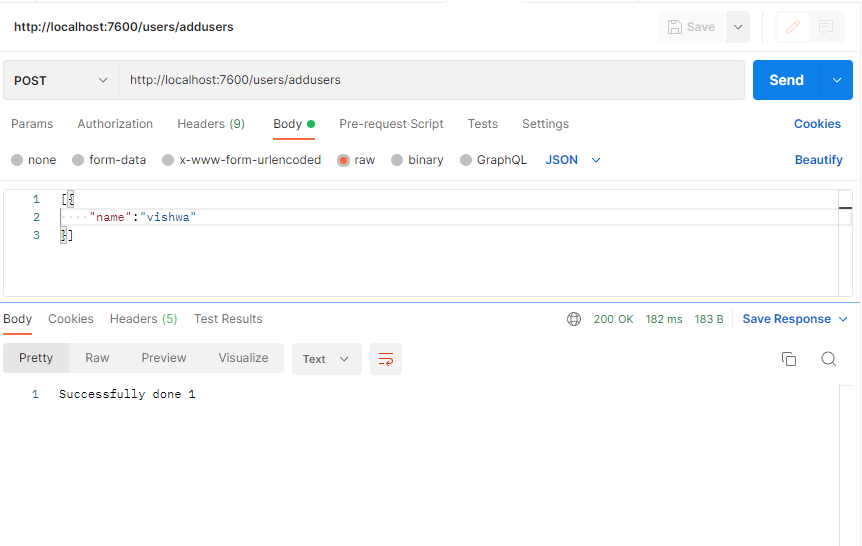 http://localhost:7600/users/addusers Save
POST http://localhost:7600/users/addusers Send
Params Authorization Headers (9) Body Pre-request Script Tests Settings Cookies
none form-data x-www-form-urlencoded raw binary GraphQL JSON Beautify
1 [{
2 ····"name":"vishwa"
3 }]
Body Cookies Headers (5) Test Results 200 OK 182 ms 183 B Save Response
Pretty Raw Preview Visualize Text
1 Successfully done 1